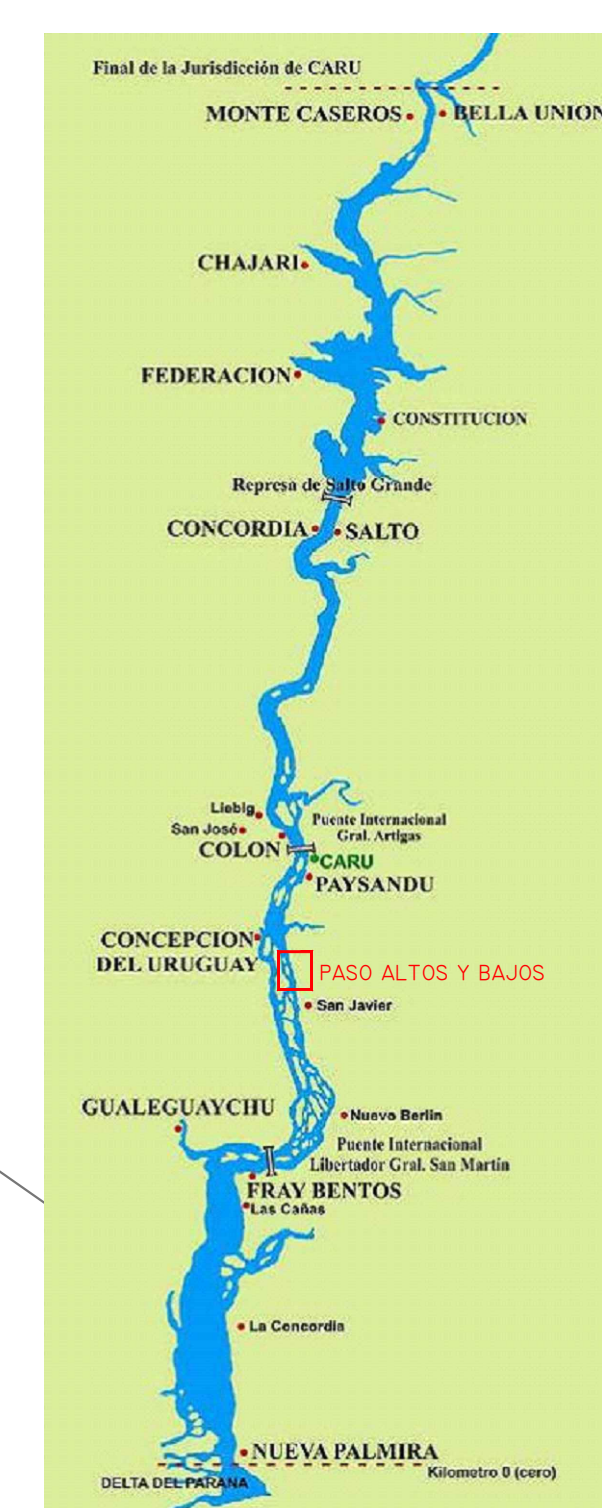 Final de la Jurisdicción de CARU
MONTE CASEROS
BELLA UNION
CHAJARI
FEDERACION
CONSTITUCION
Represa de Salto Grande
CONCORDIA
SALTO
Liebig
San José
Puente Internacional
Gral. Artigas
COLON
CARU
PAYSANDU
CONCEPCION
DEL URUGUAY
PASO ALTOS Y BAJOS
San Javier
GUALEGUAYCHU
Nuevo Berlin
Puente Internacional
Libertador Gral. San Martín
FRAY BENTOS
Las Cañas
La Concordia
NUEVA PALMIRA
Kilometro 0 (cero)
DELTA DEL PARANA